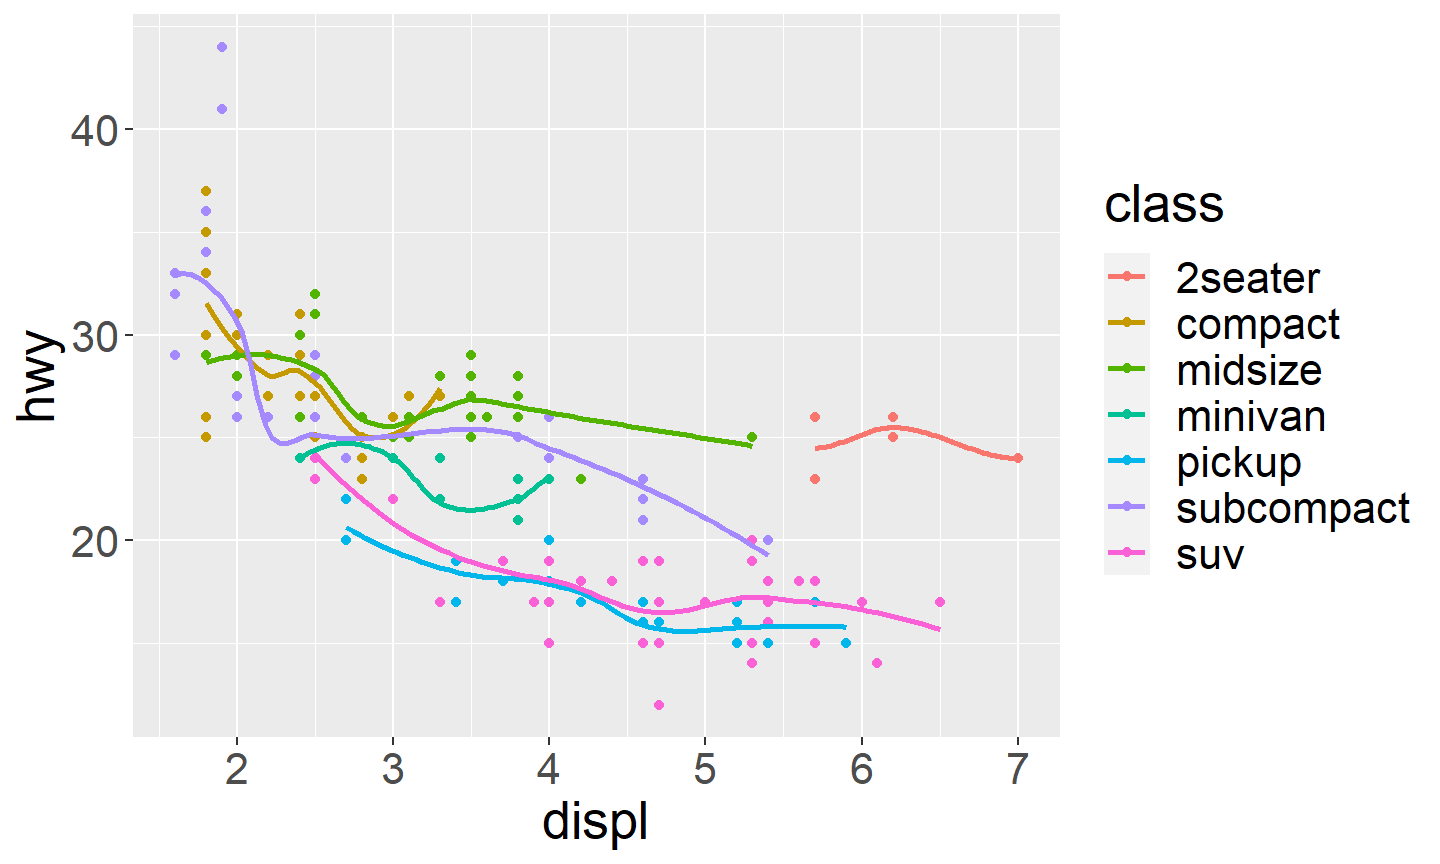 hwy
40
30
20
2 3 4 5 6 7
displ
class
2seater
compact
midsize
minivan
pickup
subcompact
suv